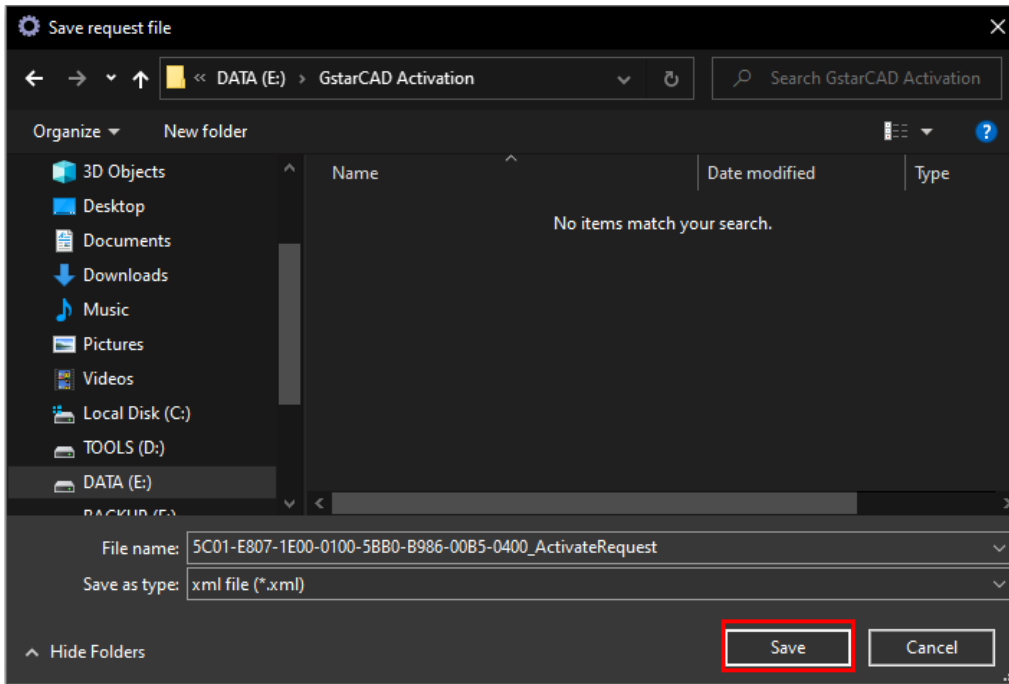 Save request file
« DATA (E:) › GstarCAD Activation
Search GstarCAD Activation
Organize
New folder
Name
Date modified
Type
No items match your search.
3D Objects
Desktop
Documents
Downloads
Music
Pictures
Videos
Local Disk (C:)
TOOLS (D:)
DATA (E:)
BACKUP (F:)
File name: 5C01-E807-1E00-0100-5BB0-B986-00B5-0400_ActivateRequest
Save as type: xml file (*.xml)
Hide Folders
Save
Cancel